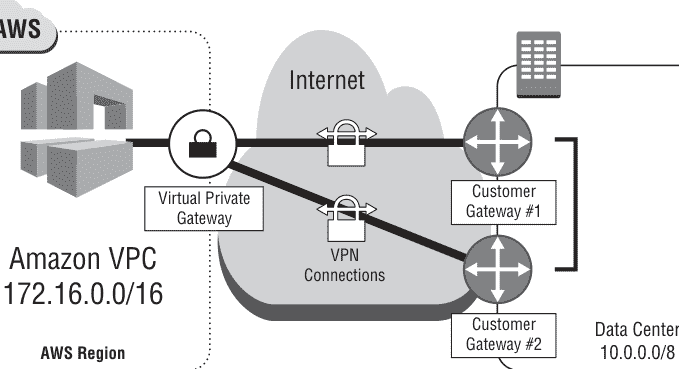 AWS
Internet
Virtual Private
Gateway
Customer
Gateway #1
VPN
Connections
Amazon VPC
172.16.0.0/16
Customer
Gateway #2
Data Center
10.0.0.0/8
AWS Region